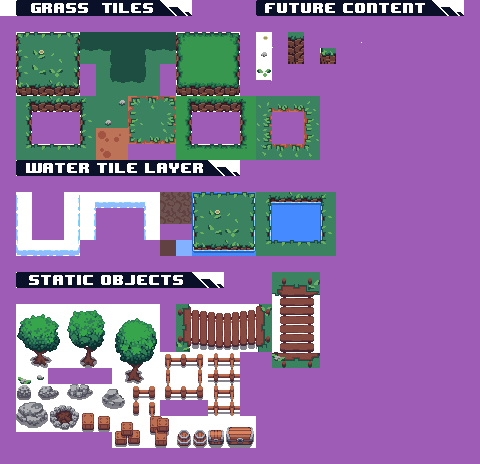 GRASS TILES
FUTURE CONTENT
WATER TILE LAYER
STATIC OBJECTS